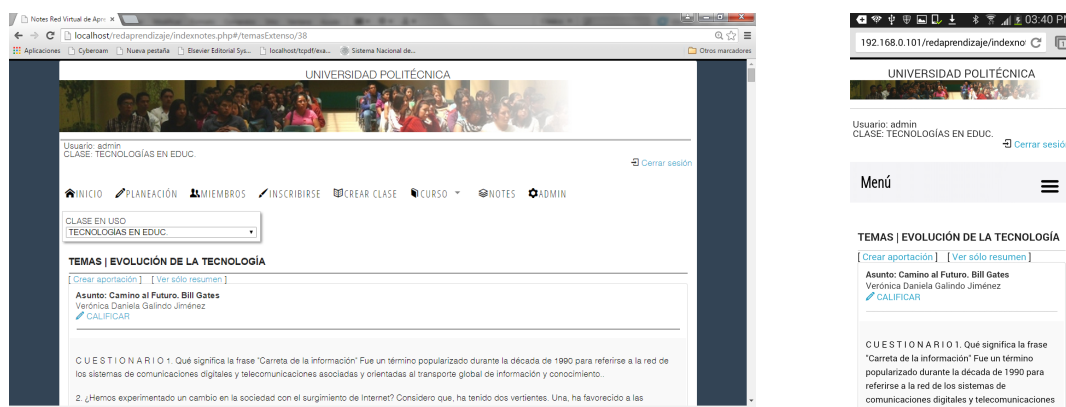 Notes Red Virtual de Apre
localhost/redaprendizaje/indexnotes.php#/temasExtenso/38
Aplicaciones Cyberoam Nueva pestaña Elsevier Editorial Sys... localhost/tcpdf/exa... Sistema Nacional de... Otros marcadores
UNIVERSIDAD POLITÉCNICA
Usuario: admin
CLASE: TECNOLOGÍAS EN EDUC.
Cerrar sesión
INICIO PLANEACIÓN MIEMBROS INSCRIBIRSE CREAR CLASE CURSO NOTES ADMIN
CLASE EN USO
TECNOLOGÍAS EN EDUC.
TEMAS | EVOLUCIÓN DE LA TECNOLOGÍA
[ Crear aportación ] [ Ver sólo resumen ]
Asunto: Camino al Futuro. Bill Gates
Verónica Daniela Galindo Jiménez
CALIFICAR
C U E S T I O N A R I O 1. Qué significa la frase "Carreta de la información" Fue un término popularizado durante la década de 1990 para referirse a la red de
los sistemas de comunicaciones digitales y telecomunicaciones asociadas y orientadas al transporte global de información y conocimiento..
2. ¿Hemos experimentado un cambio en la sociedad con el surgimiento de Internet? Considero que, ha tenido dos vertientes. Una, ha favorecido a las
03:40 PM
192.168.0.101/redaprendizaje/indexno
UNIVERSIDAD POLITÉCNICA
Usuario: admin
CLASE: TECNOLOGÍAS EN EDUC.
Cerrar sesión
Menú
TEMAS | EVOLUCIÓN DE LA TECNOLOGÍA
[ Crear aportación ] [ Ver sólo resumen ]
Asunto: Camino al Futuro. Bill Gates
Verónica Daniela Galindo Jiménez
CALIFICAR
C U E S T I O N A R I O 1. Qué significa la frase
"Carreta de la información" Fue un término
popularizado durante la década de 1990 para
referirse a la red de los sistemas de
comunicaciones digitales y telecomunicaciones